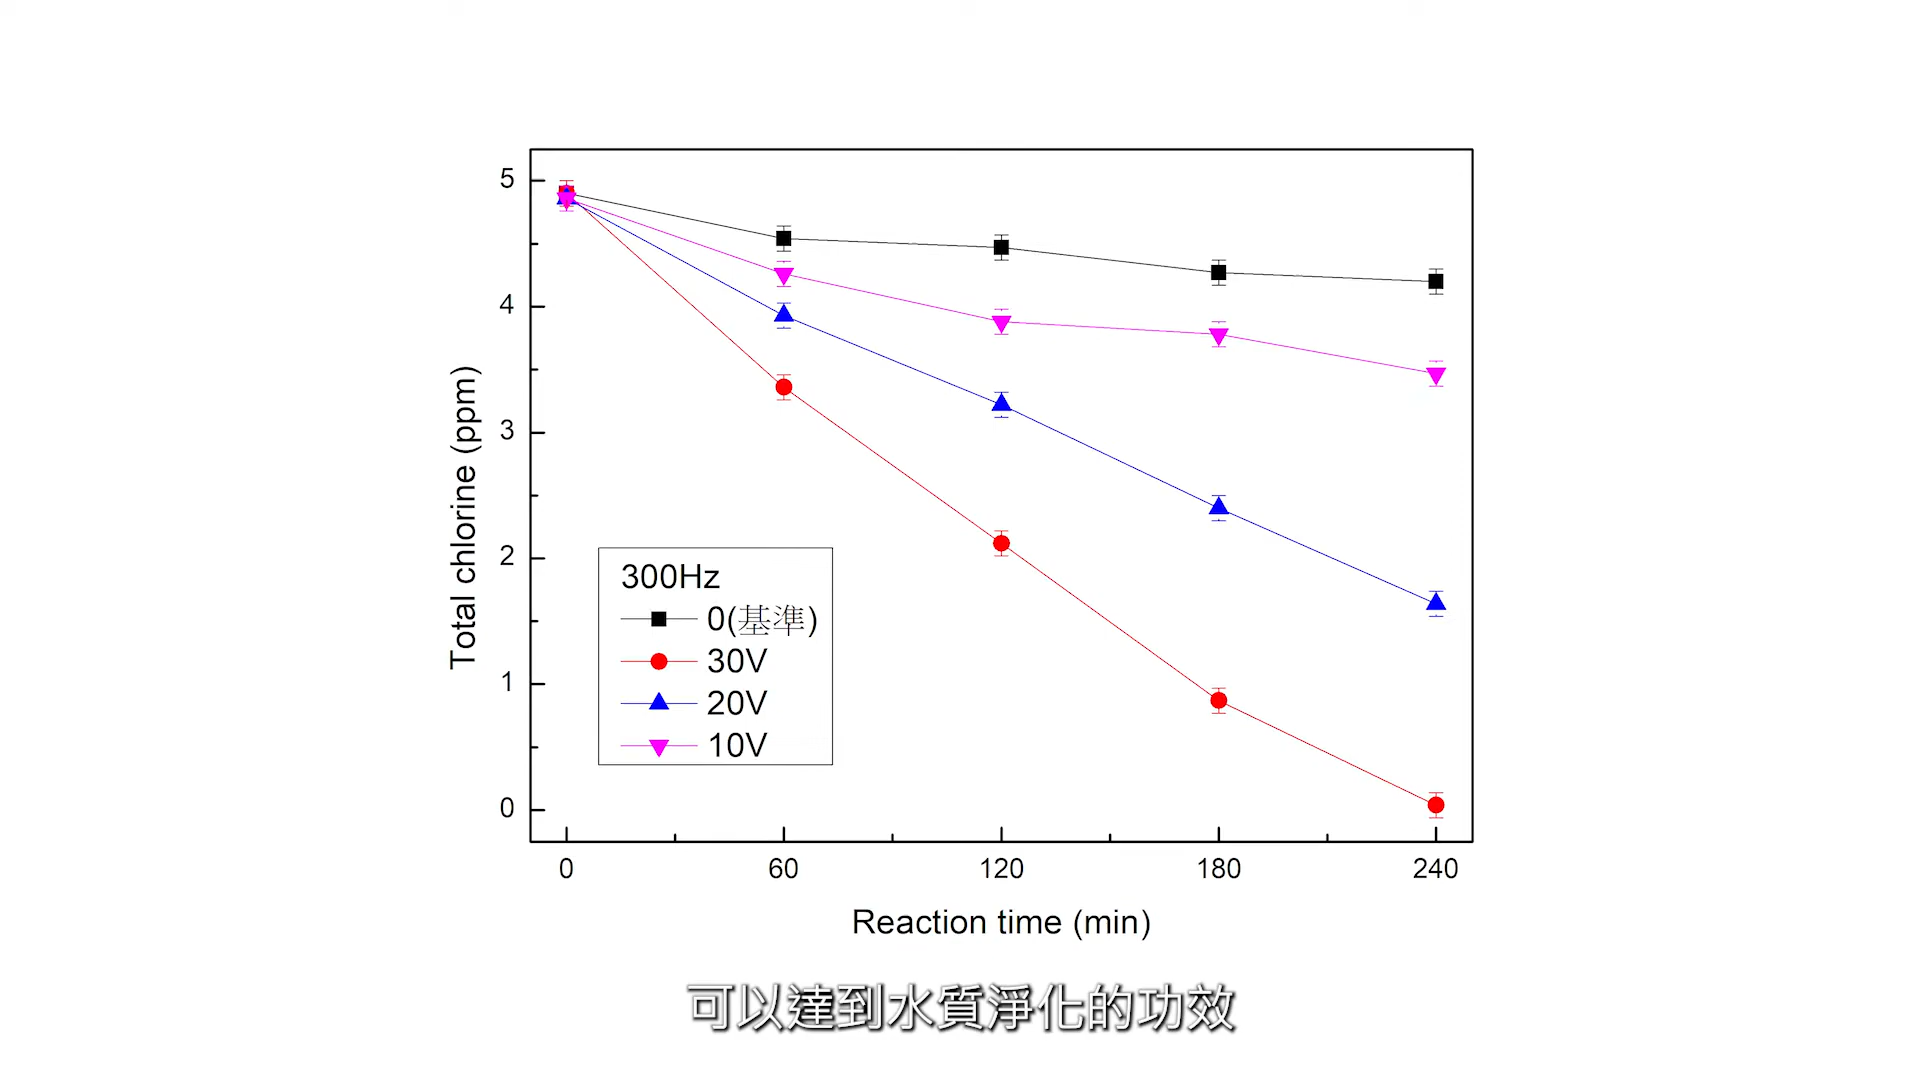 5
4
3
2
1
0
Total chlorine (ppm)
300Hz
0(基準)
30V
20V
10V
0 60 120 180 240
Reaction time (min)
可以達到水質淨化的功效